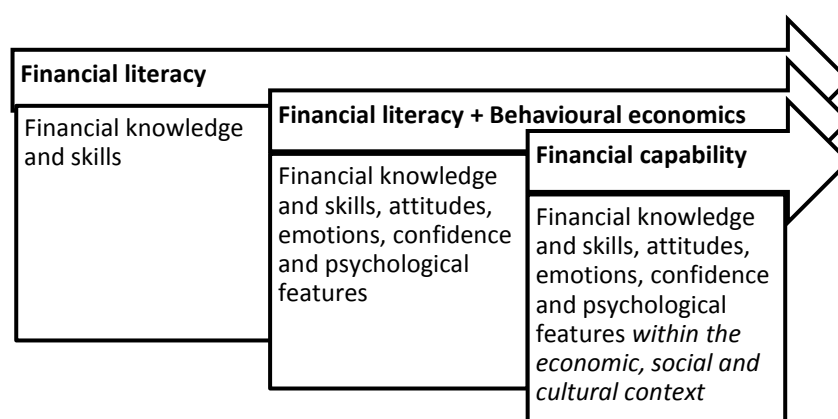 Financial literacy
Financial knowledge
and skills
Financial literacy + Behavioural economics
Financial knowledge
and skills, attitudes,
emotions, confidence
and psychological
features
Financial capability
Financial knowledge
and skills, attitudes,
emotions, confidence
and psychological
features within the
economic, social and
cultural context